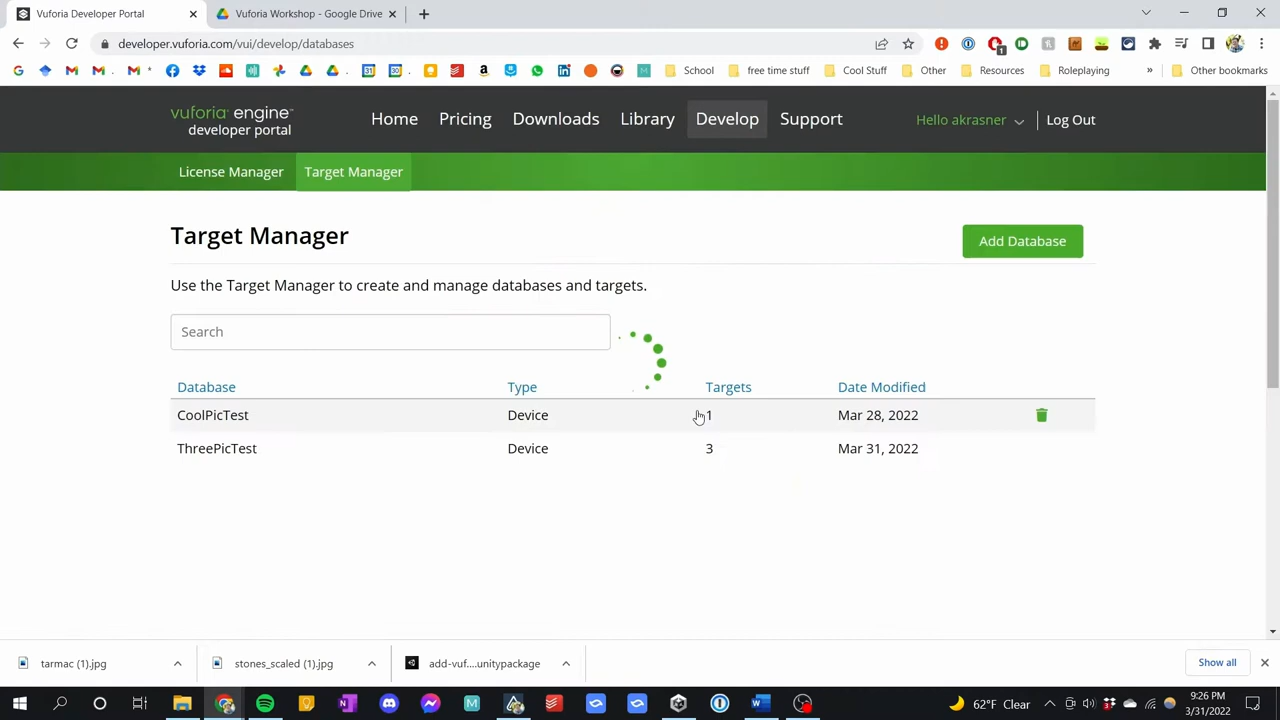 Vuforia Developer Portal
Vuforia Workshop - Google Drive
developer.vuforia.com/vui/develop/databases
School
free time stuff
Cool Stuff
Other
Resources
Roleplaying
»
Other bookmarks
vuforia engine™
developer portal
Home
Pricing
Downloads
Library
Develop
Support
Hello akrasner
Log Out
License Manager
Target Manager
Target Manager
Add Database
Use the Target Manager to create and manage databases and targets.
Search
Database Type Targets Date Modified
CoolPicTest Device 1 Mar 28, 2022
ThreePicTest Device 3 Mar 31, 2022
tarmac (1).jpg
stones_scaled (1).jpg
add-vuf....unitypackage
Show all
62°F Clear
9:26 PM
3/31/2022